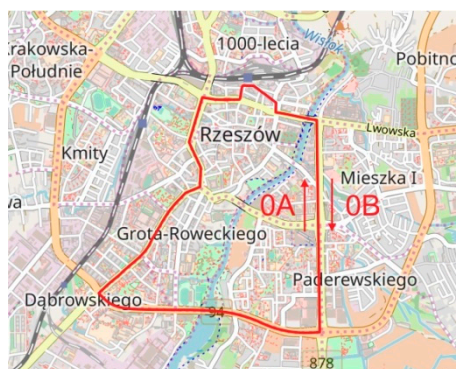 1000-lecia
Wisłok
Krakowska-
Południe
Pobitno
Rzeszów
Lwowska
Kmity
Mieszka I
0A
0B
Grota-Roweckiego
Paderewskiego
Dąbrowskiego
94
878